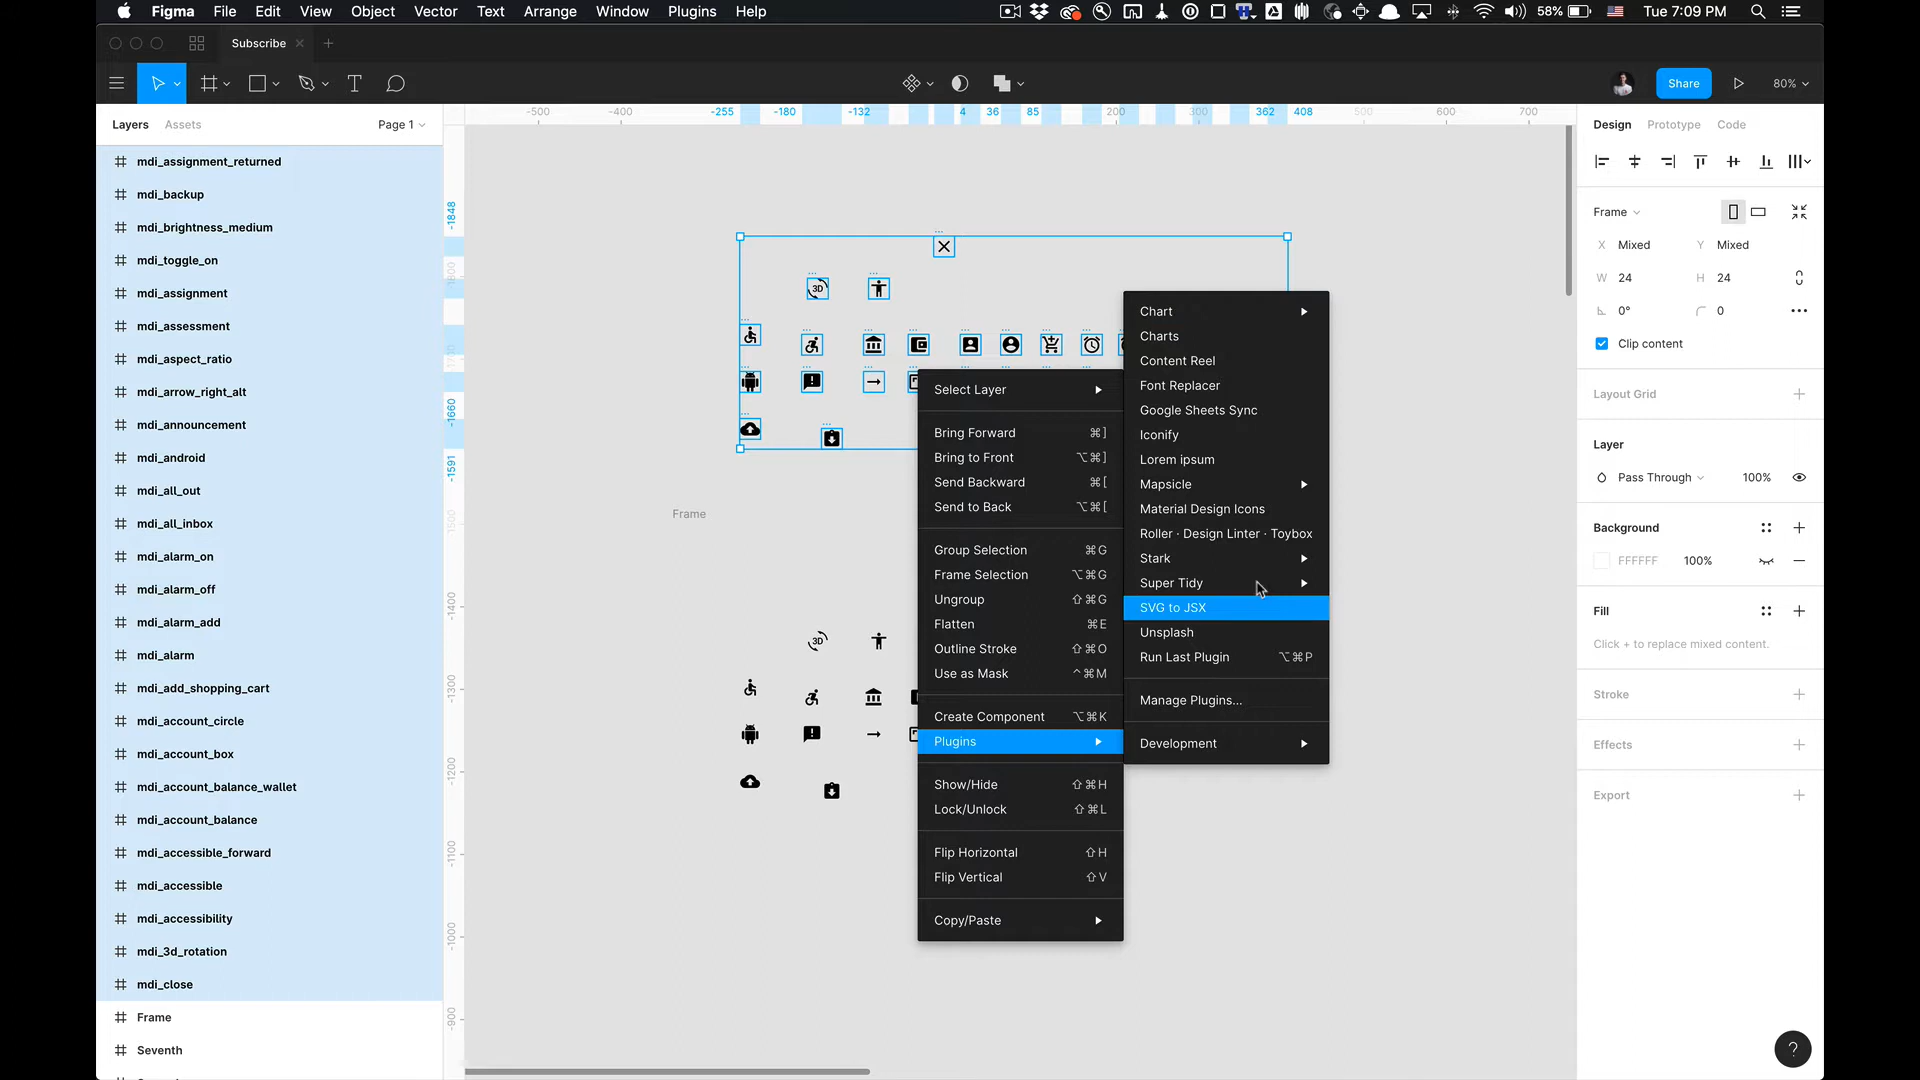 Figma File Edit View Object Vector Text Arrange Window Plugins Help
58% Tue 7:09 PM
Subscribe
Share
80%
Layers Assets Page 1
mdi_assignment_returned
mdi_backup
mdi_brightness_medium
mdi_toggle_on
mdi_assignment
mdi_assessment
mdi_aspect_ratio
mdi_arrow_right_alt
mdi_announcement
mdi_android
mdi_all_out
mdi_all_inbox
mdi_alarm_on
mdi_alarm_off
mdi_alarm_add
mdi_alarm
mdi_add_shopping_cart
mdi_account_circle
mdi_account_box
mdi_account_balance_wallet
mdi_account_balance
mdi_accessible_forward
mdi_accessible
mdi_accessibility
mdi_3d_rotation
mdi_close
Frame
Seventh
-500 -400 -255 -180 -132 4 36 85 200 300 362 408 500 600 700
-1848
-1800
-1700
-1660
-1591
-1500
-1400
-1300
-1200
-1100
-1000
-900
3D
Frame
3D
Select Layer
Bring Forward ⌘]
Bring to Front ⌥⌘]
Send Backward ⌘[
Send to Back ⌥⌘[
Group Selection ⌘G
Frame Selection ⌥⌘G
Ungroup ⇧⌘G
Flatten ⌘E
Outline Stroke ⇧⌘O
Use as Mask ^⌘M
Create Component ⌥⌘K
Plugins
Show/Hide ⇧⌘H
Lock/Unlock ⇧⌘L
Flip Horizontal ⇧H
Flip Vertical ⇧V
Copy/Paste
Chart
Charts
Content Reel
Font Replacer
Google Sheets Sync
Iconify
Lorem ipsum
Mapsicle
Material Design Icons
Roller · Design Linter · Toybox
Stark
Super Tidy
SVG to JSX
Unsplash
Run Last Plugin ⌥⌘P
Manage Plugins...
Development
Design Prototype Code
Frame
X Mixed Y Mixed
W 24 H 24
0° 0
Clip content
Layout Grid
Layer
Pass Through 100%
Background
FFFFFF 100%
Fill
Click + to replace mixed content.
Stroke
Effects
Export
?